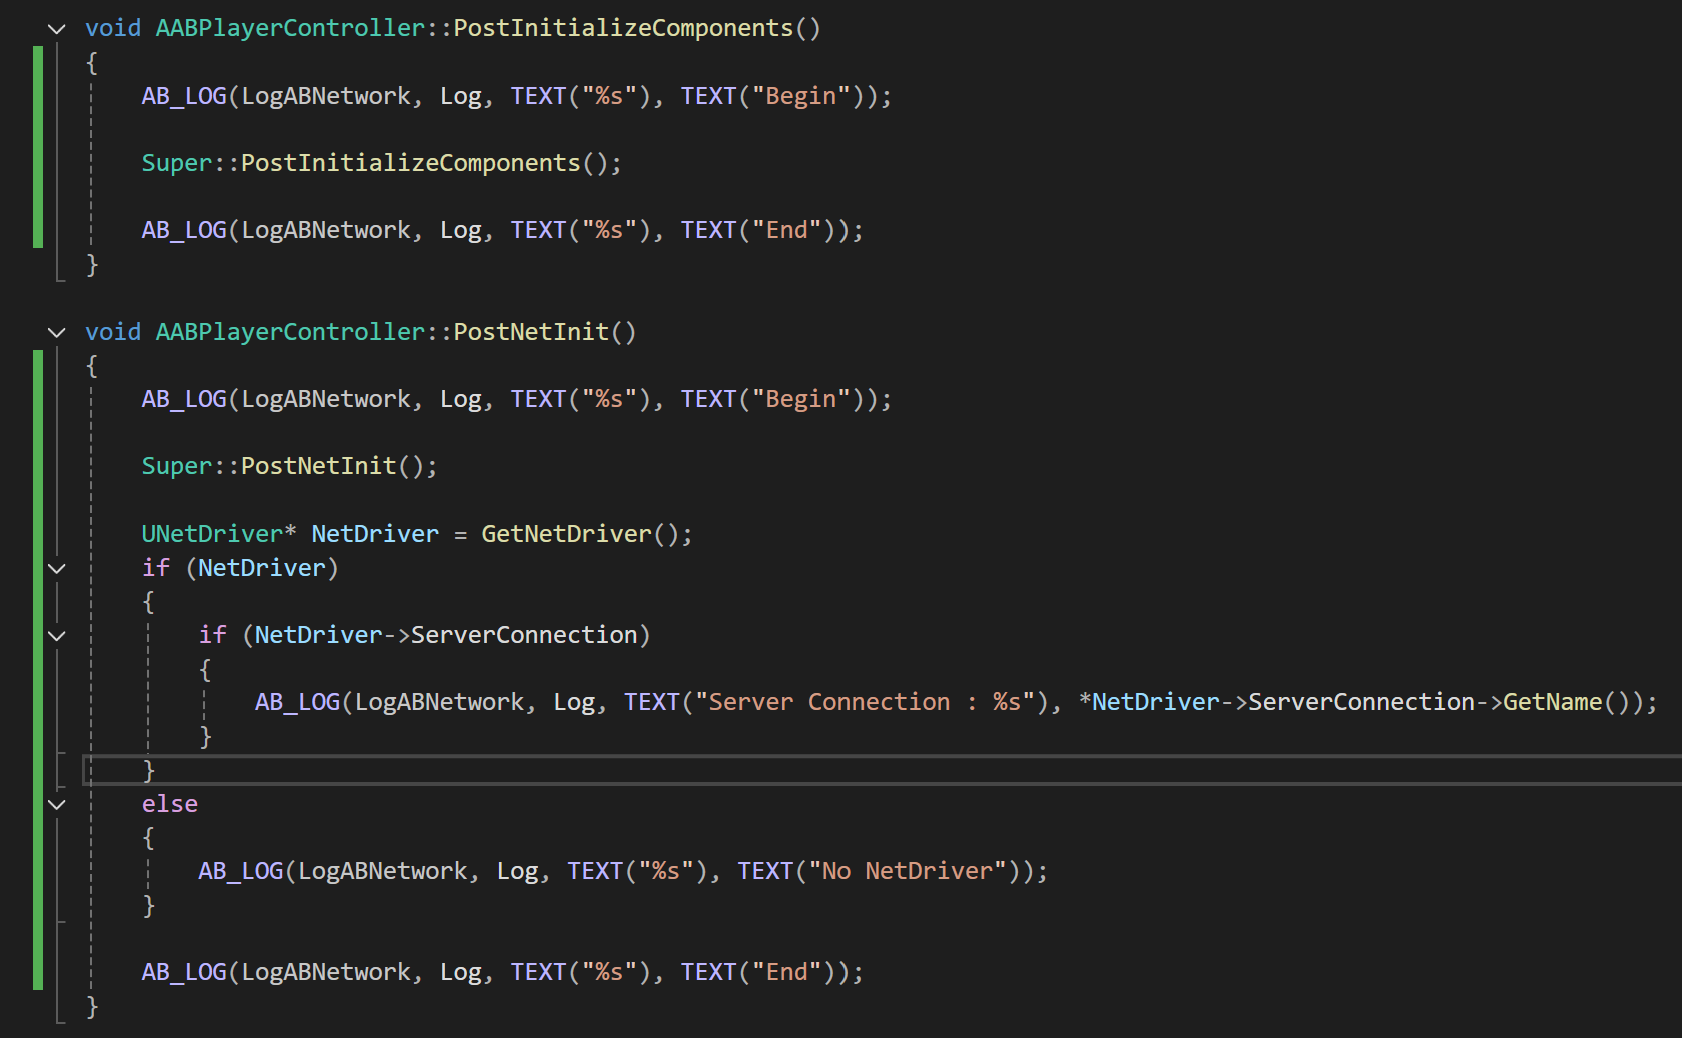 void AABPlayerController::PostInitializeComponents()
{
    AB_LOG(LogABNetwork, Log, TEXT("%s"), TEXT("Begin"));

    Super::PostInitializeComponents();

    AB_LOG(LogABNetwork, Log, TEXT("%s"), TEXT("End"));
}

void AABPlayerController::PostNetInit()
{
    AB_LOG(LogABNetwork, Log, TEXT("%s"), TEXT("Begin"));

    Super::PostNetInit();

    UNetDriver* NetDriver = GetNetDriver();
    if (NetDriver)
    {
        if (NetDriver->ServerConnection)
        {
            AB_LOG(LogABNetwork, Log, TEXT("Server Connection : %s"), *NetDriver->ServerConnection->GetName());
        }
    }
    else
    {
        AB_LOG(LogABNetwork, Log, TEXT("%s"), TEXT("No NetDriver"));
    }

    AB_LOG(LogABNetwork, Log, TEXT("%s"), TEXT("End"));
}